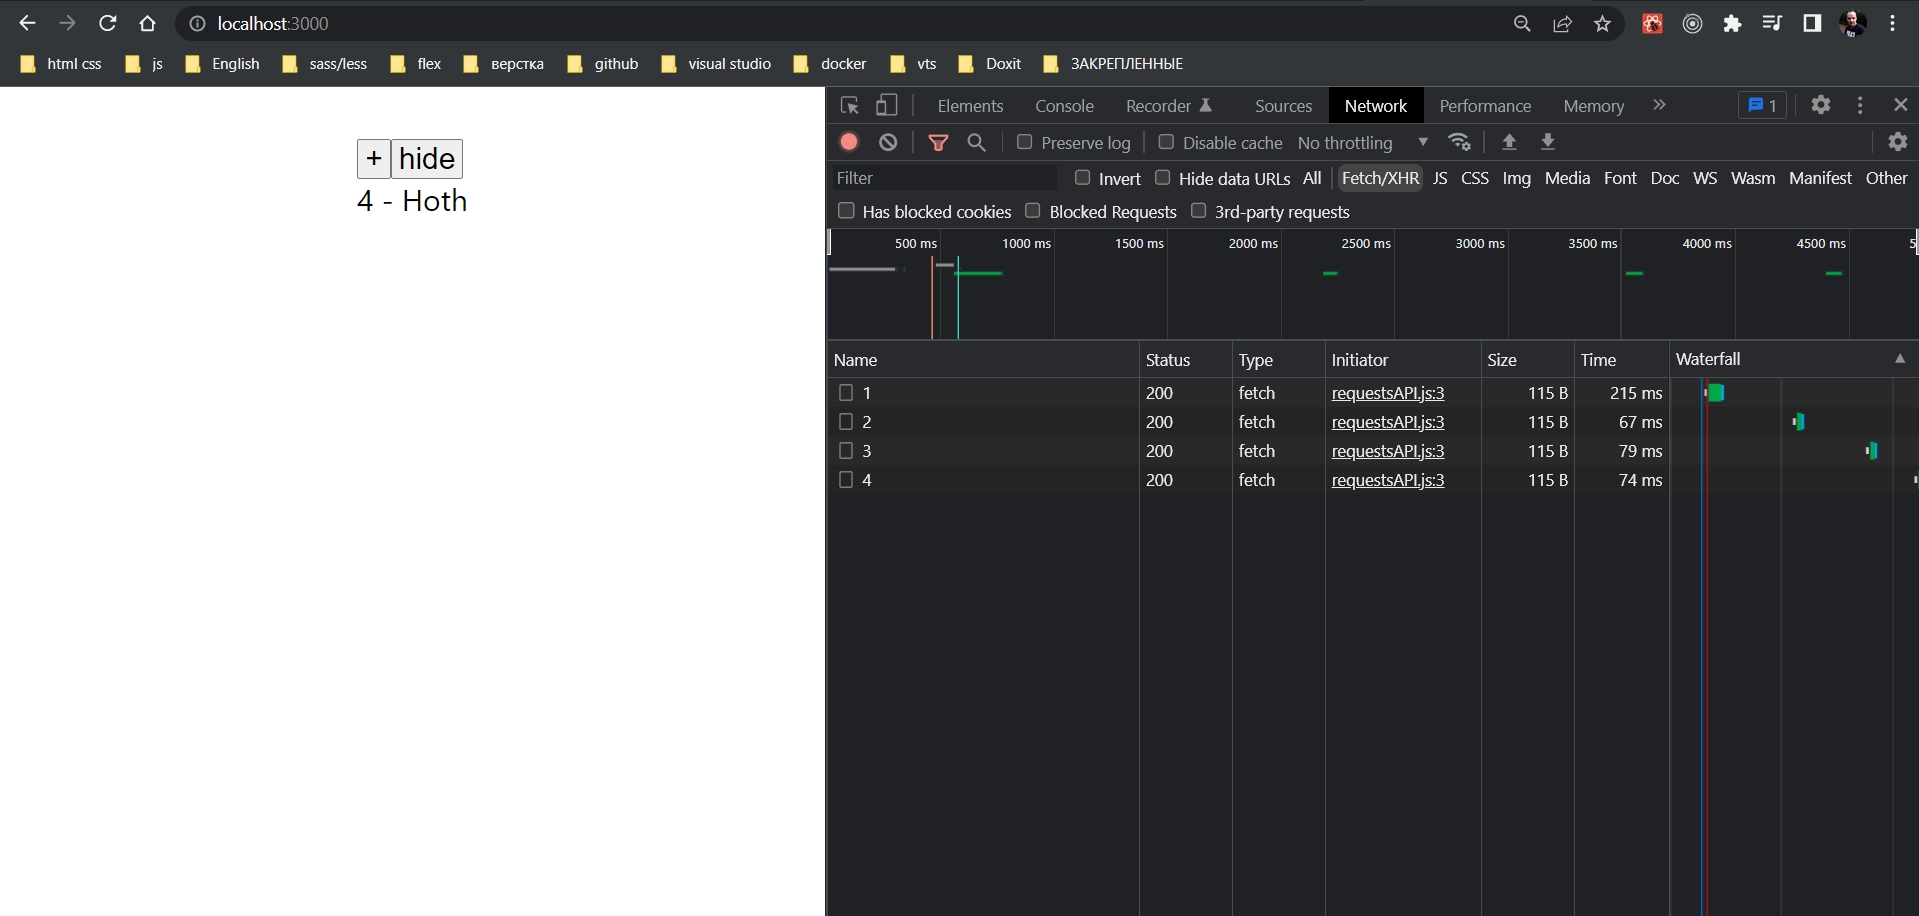 localhost:3000
html css js English sass/less flex верстка github visual studio docker vts Doxit ЗАКРЕПЛЕННЫЕ
+ hide
4 - Hoth
Elements Console Recorder Sources Network Performance Memory » 1
Preserve log Disable cache No throttling
Filter Invert Hide data URLs All Fetch/XHR JS CSS Img Media Font Doc WS Wasm Manifest Other
Has blocked cookies Blocked Requests 3rd-party requests
500 ms 1000 ms 1500 ms 2000 ms 2500 ms 3000 ms 3500 ms 4000 ms 4500 ms 5
Name Status Type Initiator Size Time Waterfall
1 200 fetch requestsAPI.js:3 115 B 215 ms
2 200 fetch requestsAPI.js:3 115 B 67 ms
3 200 fetch requestsAPI.js:3 115 B 79 ms
4 200 fetch requestsAPI.js:3 115 B 74 ms